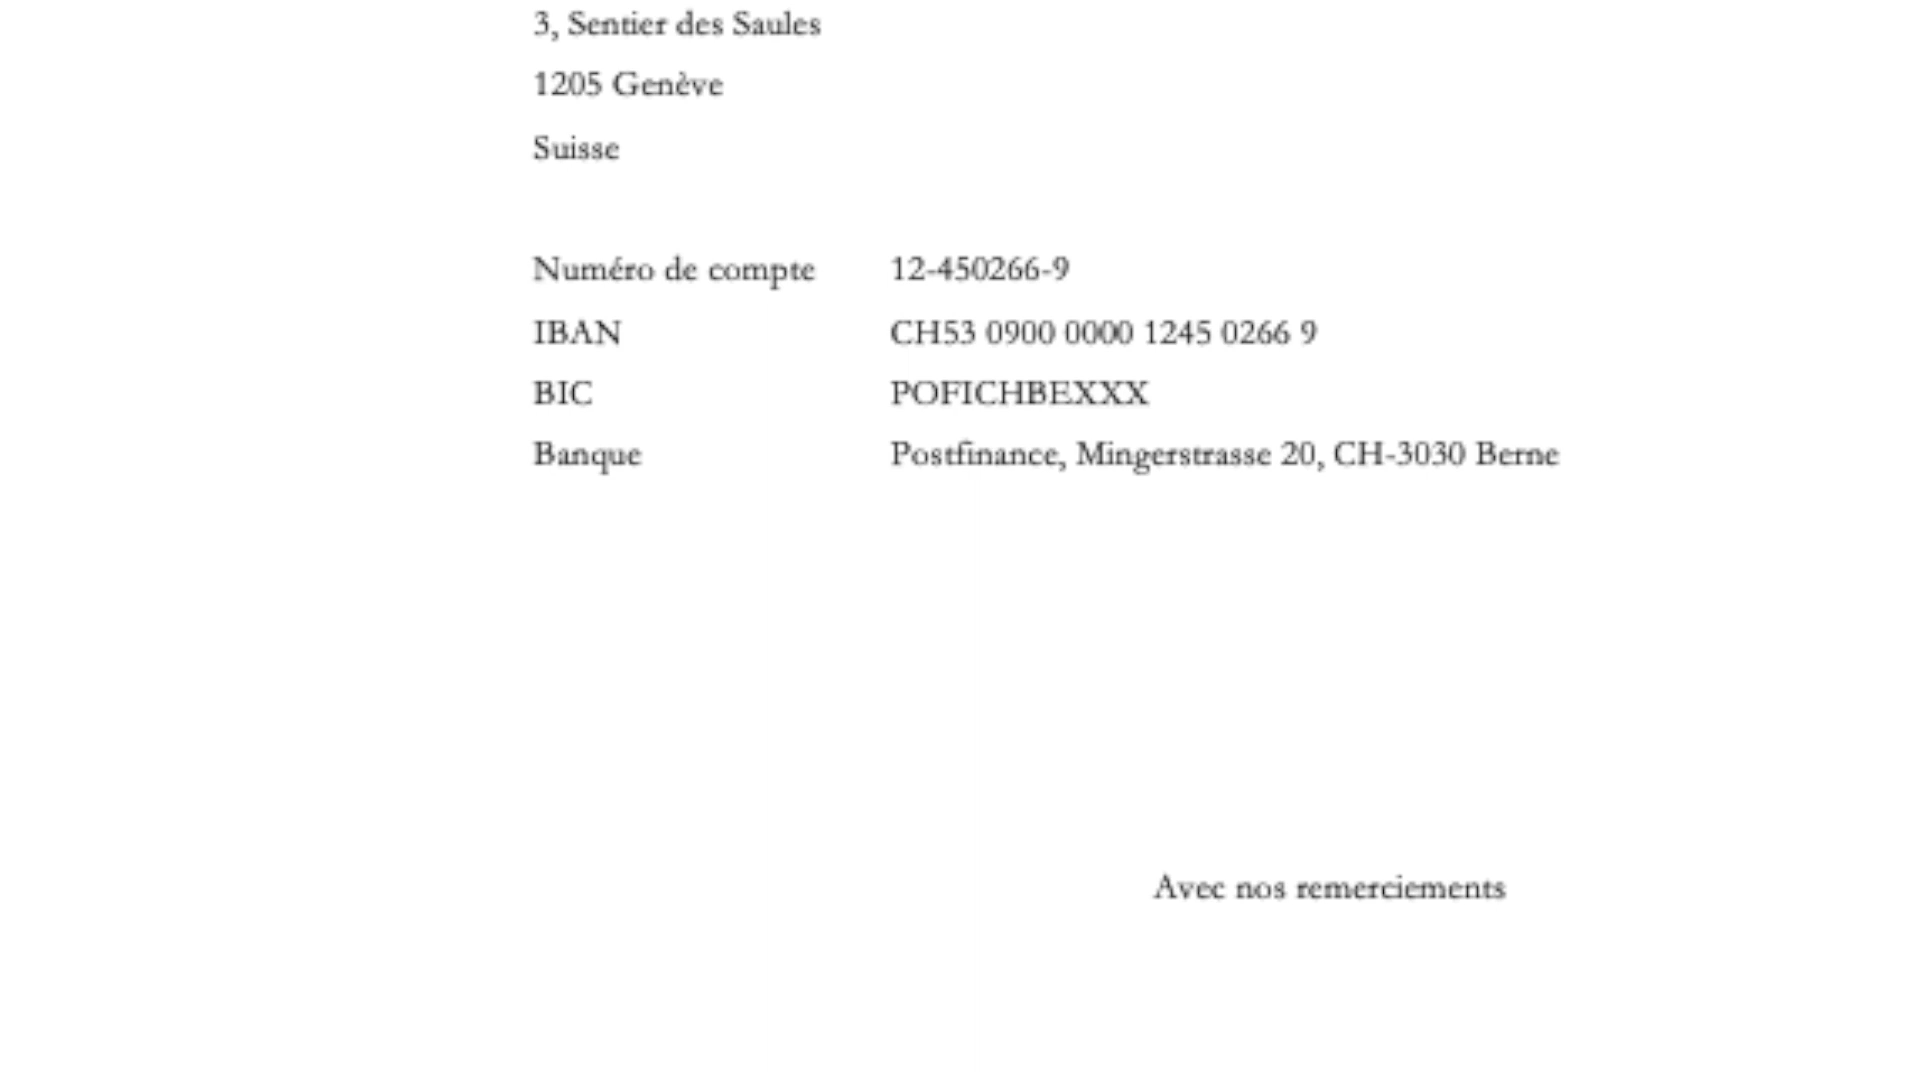 3, Sentier des Saules
1205 Genève
Suisse
Numéro de compte 12-450266-9
IBAN CH53 0900 0000 1245 0266 9
BIC POFICHBEXXX
Banque Postfinance, Mingerstrasse 20, CH-3030 Berne
Avec nos remerciements